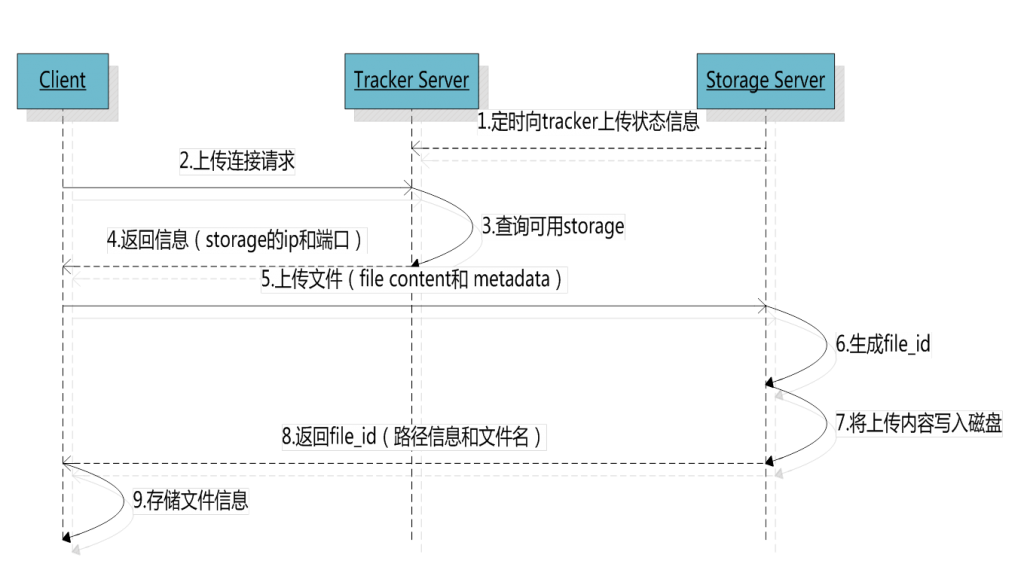 Client
Tracker Server
Storage Server
1.定时向tracker上传状态信息
2.上传连接请求
3.查询可用storage
4.返回信息（storage的ip和端口）
5.上传文件（file content和 metadata）
6.生成file_id
7.将上传内容写入磁盘
8.返回file_id（路径信息和文件名）
9.存储文件信息